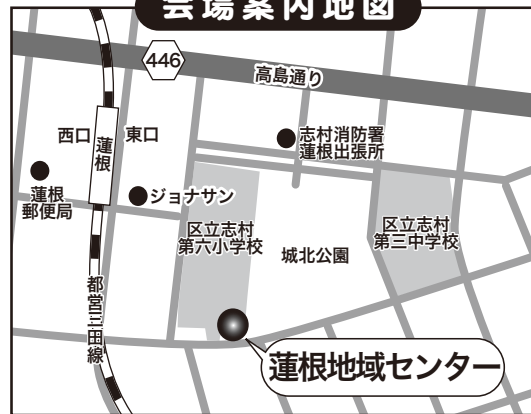 会場案内地図
446
高島通り
西口
蓮根
東口
志村消防署
蓮根出張所
蓮根
郵便局
ジョナサン
区立志村
第六小学校
城北公園
区立志村
第三中学校
都営三田線
蓮根地域センター